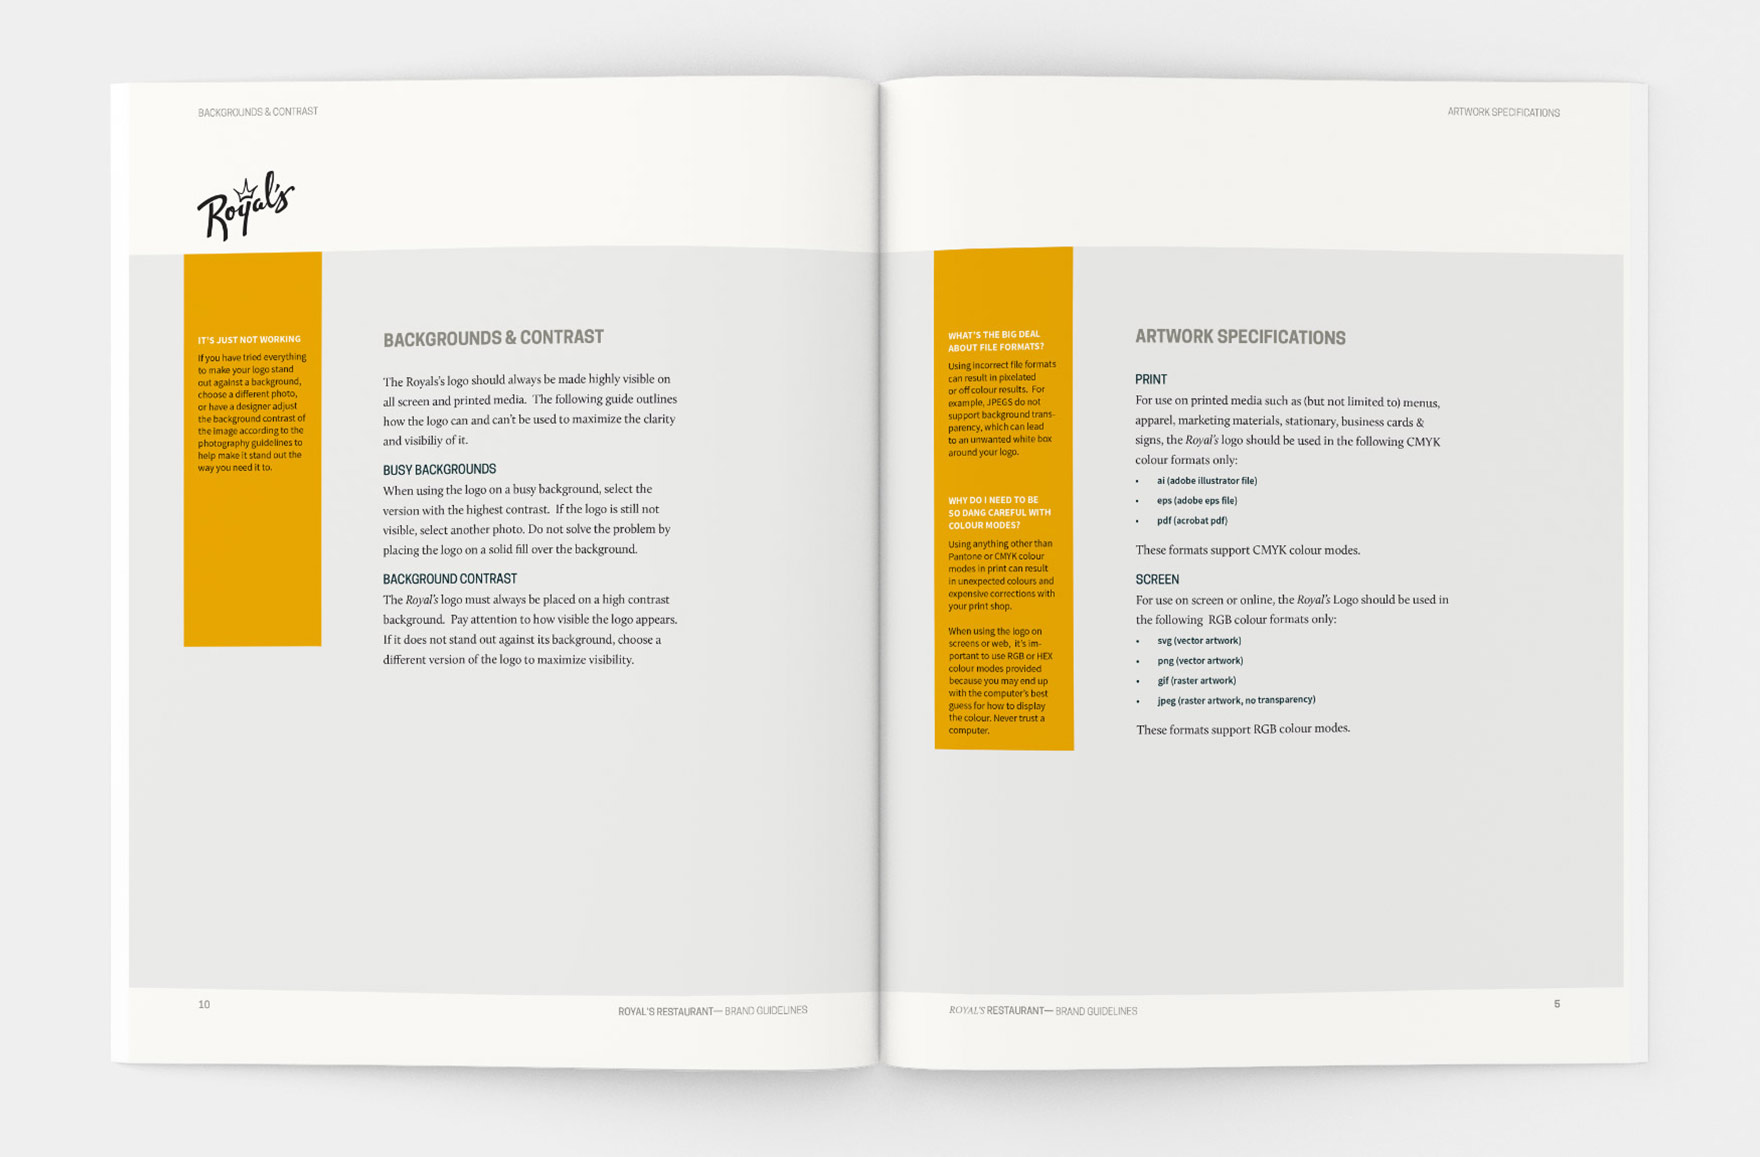 BACKGROUNDS & CONTRAST
Royal's
IT'S JUST NOT WORKING
If you have tried everything
to make your logo stand
out against a background,
choose a different photo,
or have a designer adjust
the background contrast of
the image according to the
photography guidelines to
help make it stand out the
way you need it to.
BACKGROUNDS & CONTRAST
The Royals's logo should always be made highly visible on
all screen and printed media. The following guide outlines
how the logo can and can't be used to maximize the clarity
and visibiliy of it.
BUSY BACKGROUNDS
When using the logo on a busy background, select the
version with the highest contrast. If the logo is still not
visible, select another photo. Do not solve the problem by
placing the logo on a solid fill over the background.
BACKGROUND CONTRAST
The Royal's logo must always be placed on a high contrast
background. Pay attention to how visible the logo appears.
If it does not stand out against its background, choose a
different version of the logo to maximize visibility.
10
ROYAL'S RESTAURANT— BRAND GUIDELINES
ARTWORK SPECIFICATIONS
WHAT'S THE BIG DEAL
ABOUT FILE FORMATS?
Using incorrect file formats
can result in pixelated
or off colour results. For
example, JPEGS do not
support background trans-
parency, which can lead
to an unwanted white box
around your logo.
WHY DO I NEED TO BE
SO DANG CAREFUL WITH
COLOUR MODES?
Using anything other than
Pantone or CMYK colour
modes in print can result
in unexpected colours and
expensive corrections with
your print shop.
When using the logo on
screens or web, it's im-
portant to use RGB or HEX
colour modes provided
because you may end up
with the computer's best
guess for how to display
the colour. Never trust a
computer.
ARTWORK SPECIFICATIONS
PRINT
For use on printed media such as (but not limited to) menus,
apparel, marketing materials, stationary, business cards &
signs, the Royal's logo should be used in the following CMYK
colour formats only:
• ai (adobe illustrator file)
• eps (adobe eps file)
• pdf (acrobat pdf)
These formats support CMYK colour modes.
SCREEN
For use on screen or online, the Royal's Logo should be used in
the following RGB colour formats only:
• svg (vector artwork)
• png (vector artwork)
• gif (raster artwork)
• jpeg (raster artwork, no transparency)
These formats support RGB colour modes.
ROYAL'S RESTAURANT— BRAND GUIDELINES
5